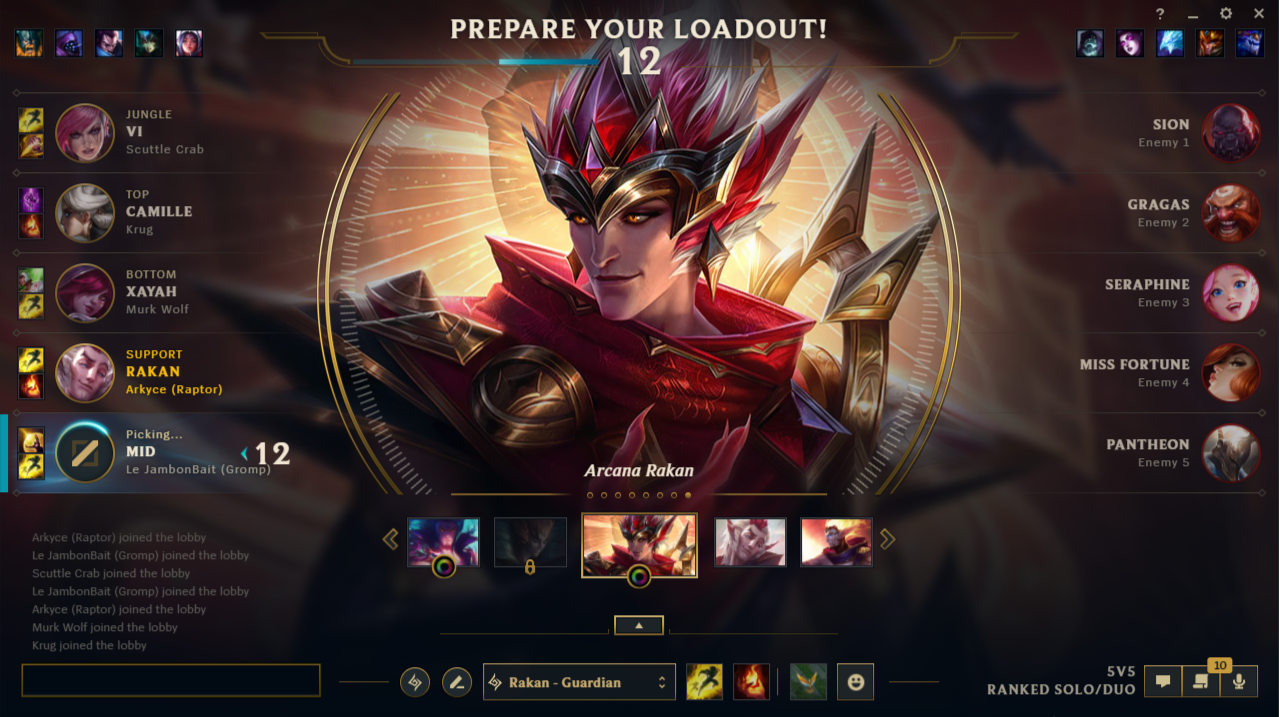 ?
PREPARE YOUR LOADOUT!
12
JUNGLE
VI
Scuttle Crab
TOP
CAMILLE
Krug
BOTTOM
XAYAH
Murk Wolf
SUPPORT
RAKAN
Arkyce (Raptor)
Picking...
MID
Le JambonBait (Gromp)
12
SION
Enemy 1
GRAGAS
Enemy 2
SERAPHINE
Enemy 3
MISS FORTUNE
Enemy 4
PANTHEON
Enemy 5
Arcana Rakan
Arkyce (Raptor) joined the lobby
Le JambonBait (Gromp) joined the lobby
Scuttle Crab joined the lobby
Le JambonBait (Gromp) joined the lobby
Arkyce (Raptor) joined the lobby
Murk Wolf joined the lobby
Krug joined the lobby
Rakan - Guardian
5V5
RANKED SOLO/DUO
10